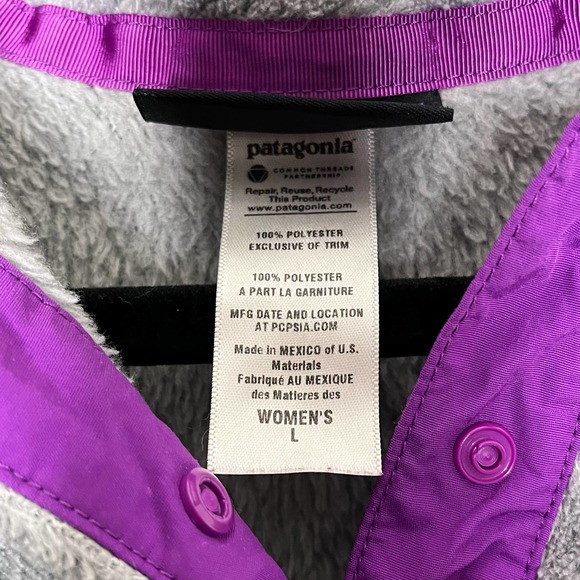 patagonia
COMMON THREADS
PARTNERSHIP
Repair, Reuse, Recycle
This Product
www.patagonia.com
100% POLYESTER
EXCLUSIVE OF TRIM
100% POLYESTER
A PART LA GARNITURE
MFG DATE AND LOCATION
AT PCPSIA.COM
Made in MEXICO of U.S.
Materials
Fabriqué AU MEXIQUE
des Matieres des
WOMEN'S
L